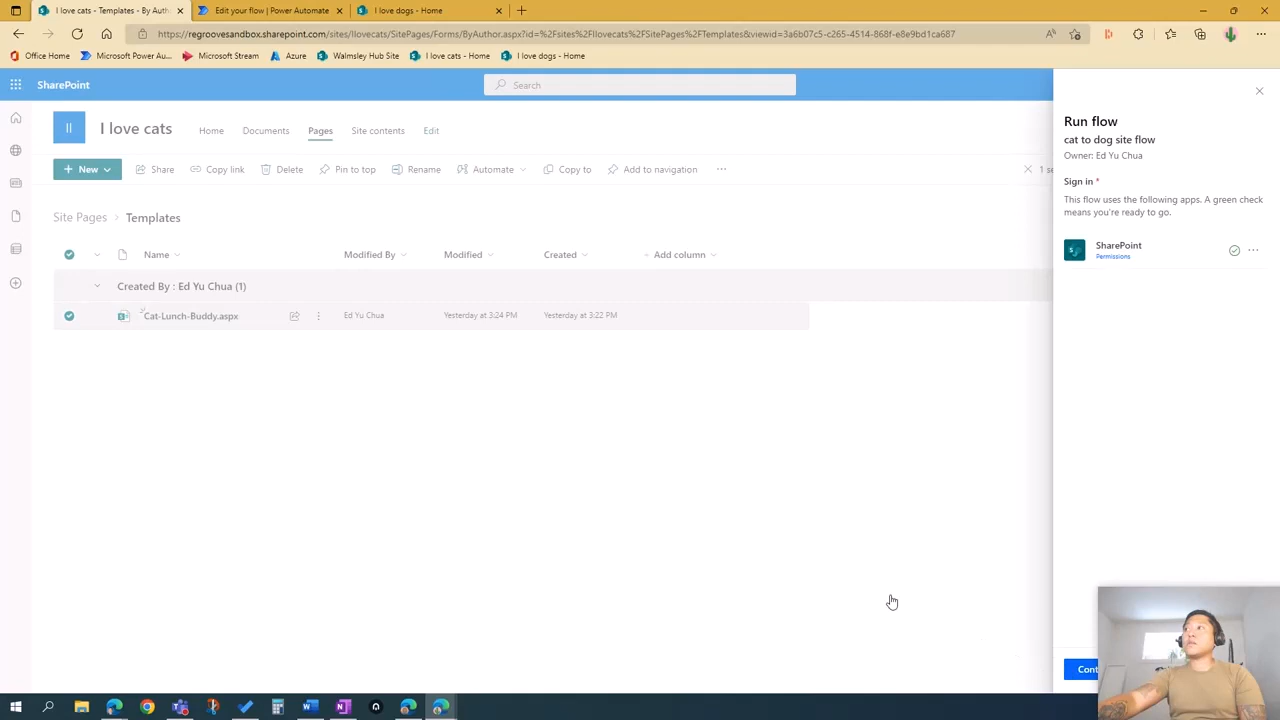 I love cats - Templates - By Auth
Edit your flow | Power Automate
I love dogs - Home
https://regroovesandbox.sharepoint.com/sites/Ilovecats/SitePages/Forms/ByAuthor.aspx?id=%2Fsites%2FIlovecats%2FSitePages%2FTemplates&viewid=3a6b07c5-c265-4514-868f-e8e9bd1ca687
Office Home
Microsoft Power Au...
Microsoft Stream
Azure
Walmsley Hub Site
I love cats - Home
I love dogs - Home
SharePoint
Search
Il
I love cats
Home
Documents
Pages
Site contents
Edit
New
Share
Copy link
Delete
Pin to top
Rename
Automate
Copy to
Add to navigation
1 se
Site Pages > Templates
Name
Modified By
Modified
Created
+ Add column
Created By : Ed Yu Chua (1)
Cat-Lunch-Buddy.aspx
Ed Yu Chua
Yesterday at 3:24 PM
Yesterday at 3:22 PM
Run flow
cat to dog site flow
Owner: Ed Yu Chua
Sign in *
This flow uses the following apps. A green check
means you're ready to go.
SharePoint
Permissions
Cont